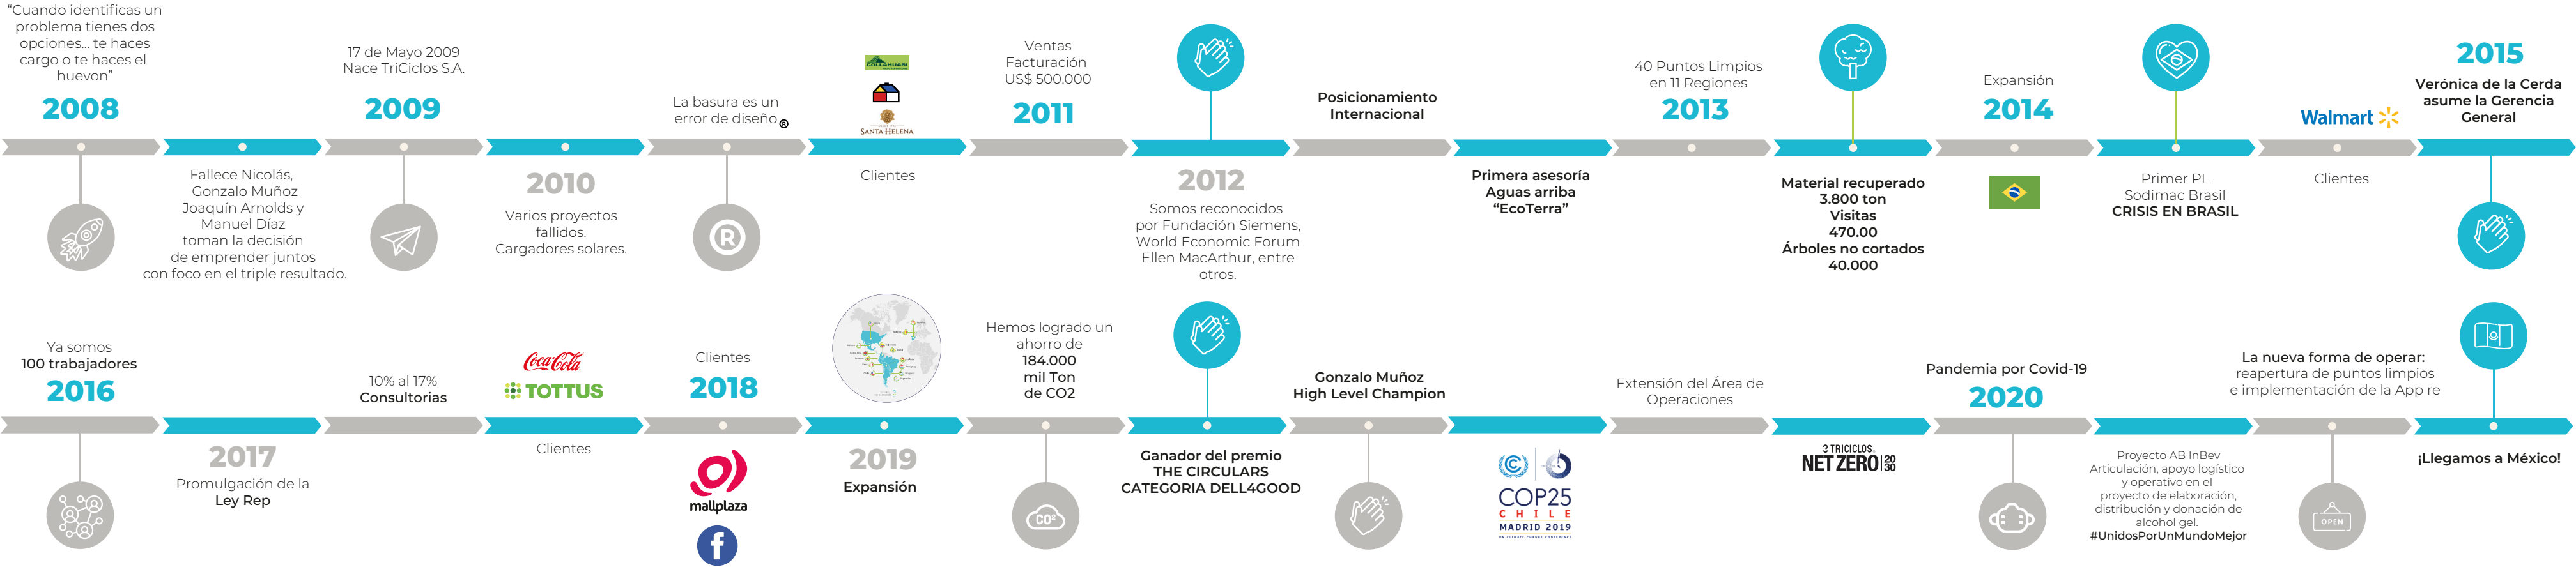 “Cuando identificas un
problema tienes dos
opciones... te haces
cargo o te haces el
huevon”
2008
Fallece Nicolás,
Gonzalo Muñoz
Joaquín Arnolds y
Manuel Díaz
toman la decisión
de emprender juntos
con foco en el triple resultado.
17 de Mayo 2009
Nace TriCiclos S.A.
2009
2010
Varios proyectos
fallidos.
Cargadores solares.
La basura es un
error de diseño®
®
COLLAHUASI
SANTA HELENA
Clientes
Ventas
Facturación
US$ 500.000
2011
2012
Somos reconocidos
por Fundación Siemens,
World Economic Forum
Ellen MacArthur, entre
otros.
Posicionamiento
Internacional
Primera asesoría
Aguas arriba
“EcoTerra”
40 Puntos Limpios
en 11 Regiones
2013
Material recuperado
3.800 ton
Visitas
470.00
Árboles no cortados
40.000
Expansión
2014
Primer PL
Sodimac Brasil
CRISIS EN BRASIL
Walmart
Clientes
2015
Verónica de la Cerda
asume la Gerencia
General
Ya somos
100 trabajadores
2016
2017
Promulgación de la
Ley Rep
10% al 17%
Consultorias
Coca-Cola
TOTTUS
Clientes
Clientes
2018
mallplaza
f
2019
Expansión
Hemos logrado un
ahorro de
184.000
mil Ton
de CO2
CO²
Ganador del premio
THE CIRCULARS
CATEGORIA DELL4GOOD
Gonzalo Muñoz
High Level Champion
COP25
CHILE
MADRID 2019
UN CLIMATE CHANGE CONFERENCE
Extensión del Área de
Operaciones
TRICICLOS
NET ZERO 20
30
Pandemia por Covid-19
2020
Proyecto AB InBev
Articulación, apoyo logístico
y operativo en el
proyecto de elaboración,
distribución y donación de
alcohol gel.
#UnidosPorUnMundoMejor
La nueva forma de operar:
reapertura de puntos limpios
e implementación de la App re
OPEN
¡Llegamos a México!